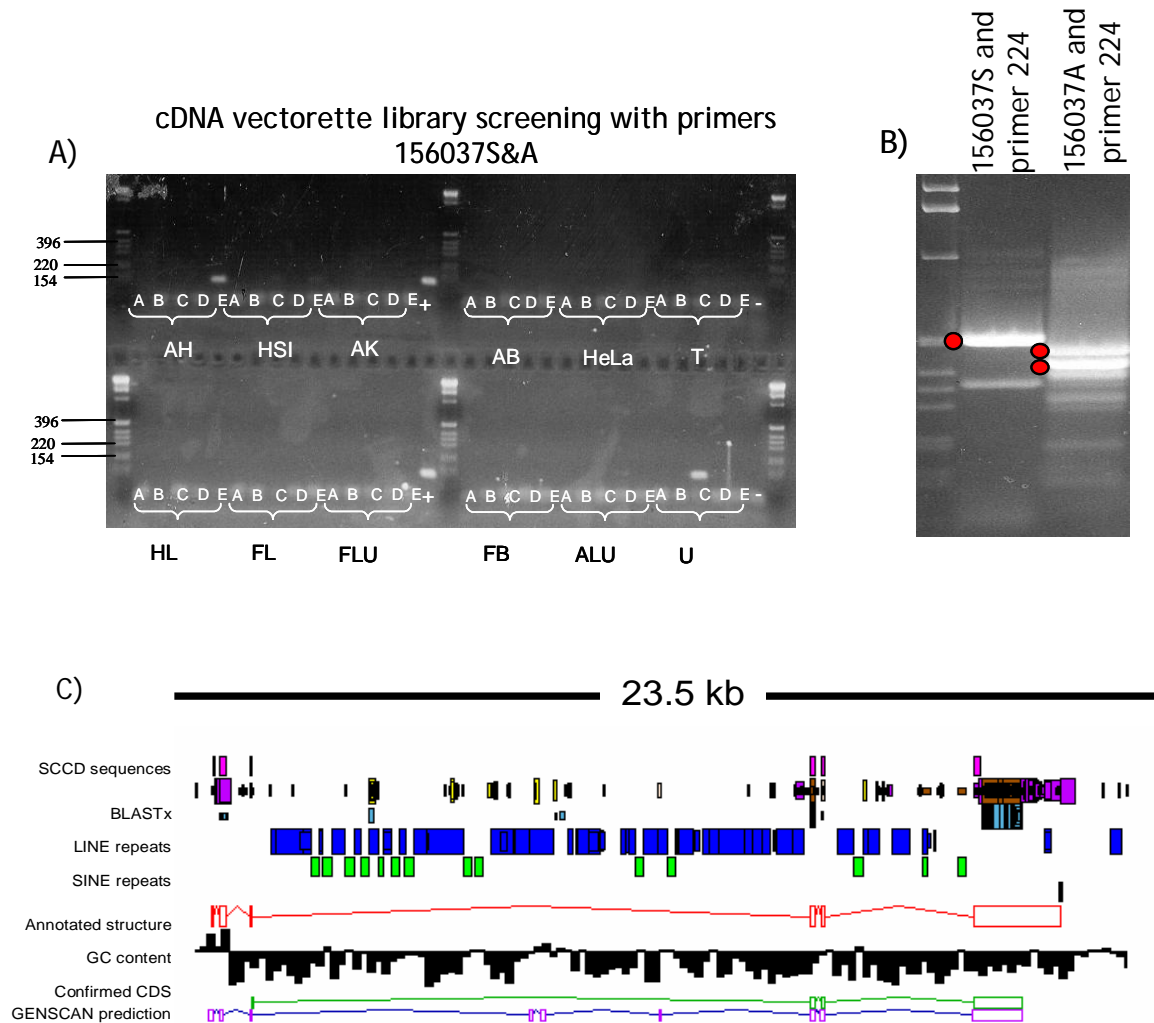 cDNA vectorette library screening with primers
156037S&A
A)
B)
156037S and
primer 224
156037A and
primer 224
396
220
154
A B C D E A B C D E A B C D E +
A B C D E A B C D E A B C D E -
AH
HSI
AK
AB
HeLa
T
396
220
154
A B C D E A B C D E A B C D E +
A B C D E A B C D E A B C D E -
HL
FL
FLU
FB
ALU
U
C)
23.5 kb
SCCD sequences
BLASTx
LINE repeats
SINE repeats
Annotated structure
GC content
Confirmed CDS
GENSCAN prediction